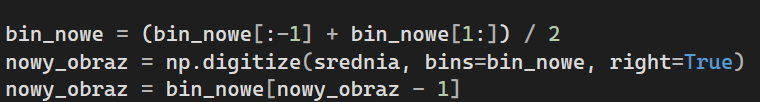 bin_nowe = (bin_nowe[:-1] + bin_nowe[1:]) / 2
nowy_obraz = np.digitize(srednia, bins=bin_nowe, right=True)
nowy_obraz = bin_nowe[nowy_obraz - 1]